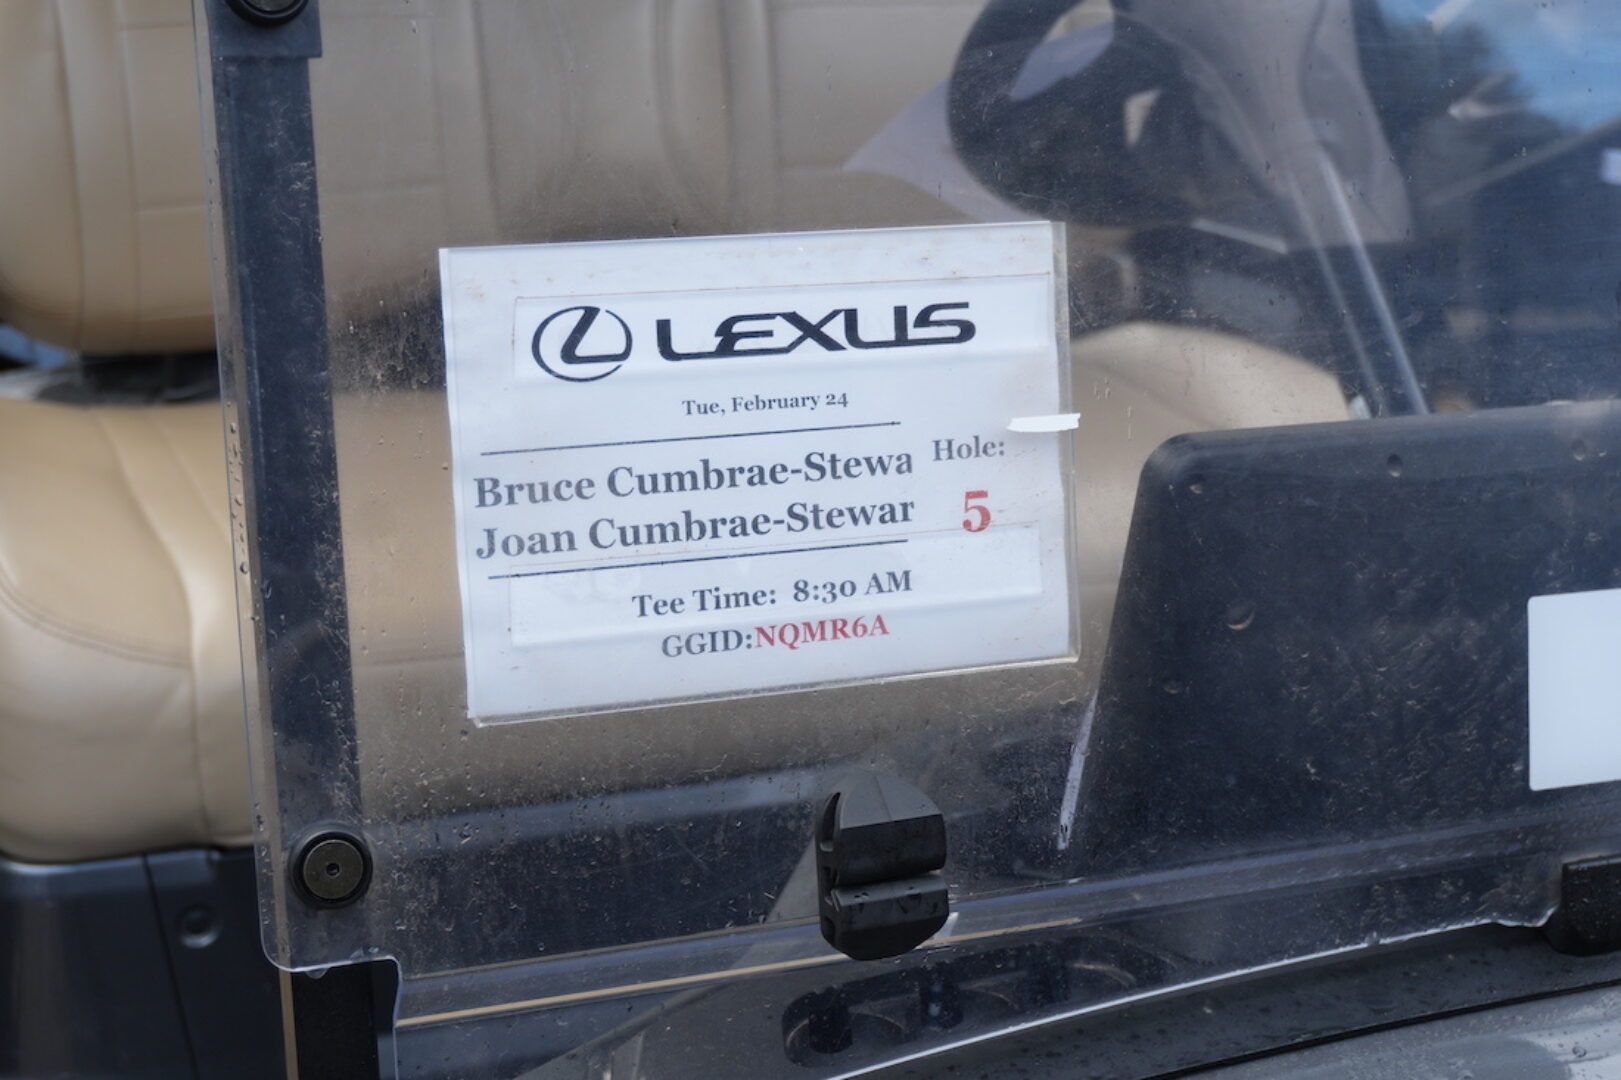 LEXUS
Tue, February 24
Bruce Cumbrae-Stewa
Hole:
Joan Cumbrae-Stewar
5
Tee Time: 8:30 AM
GGID:NQMR6A